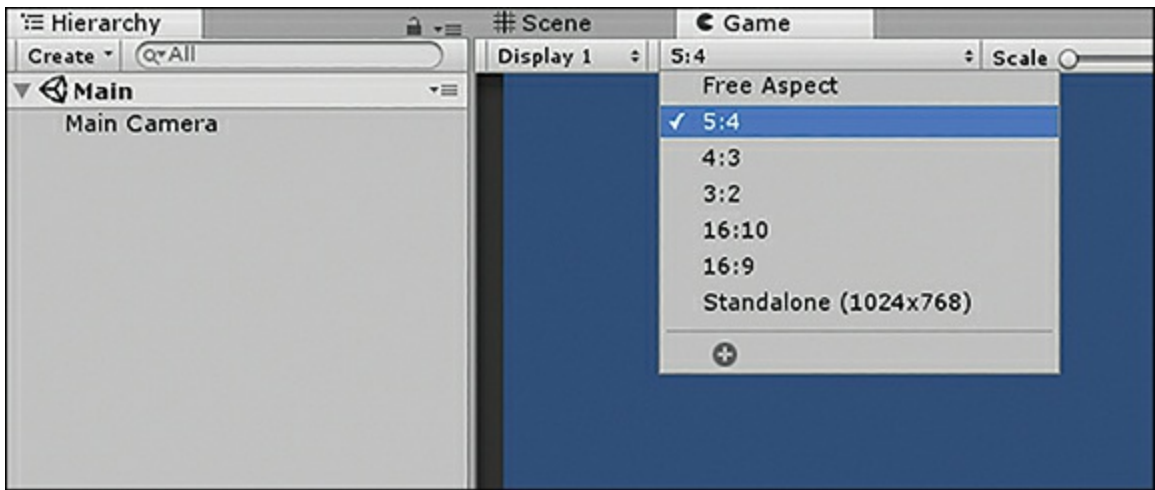 Hierarchy
Create All
Main
Main Camera
Scene Game
Display 1 5:4 Scale
Free Aspect
5:4
4:3
3:2
16:10
16:9
Standalone (1024x768)